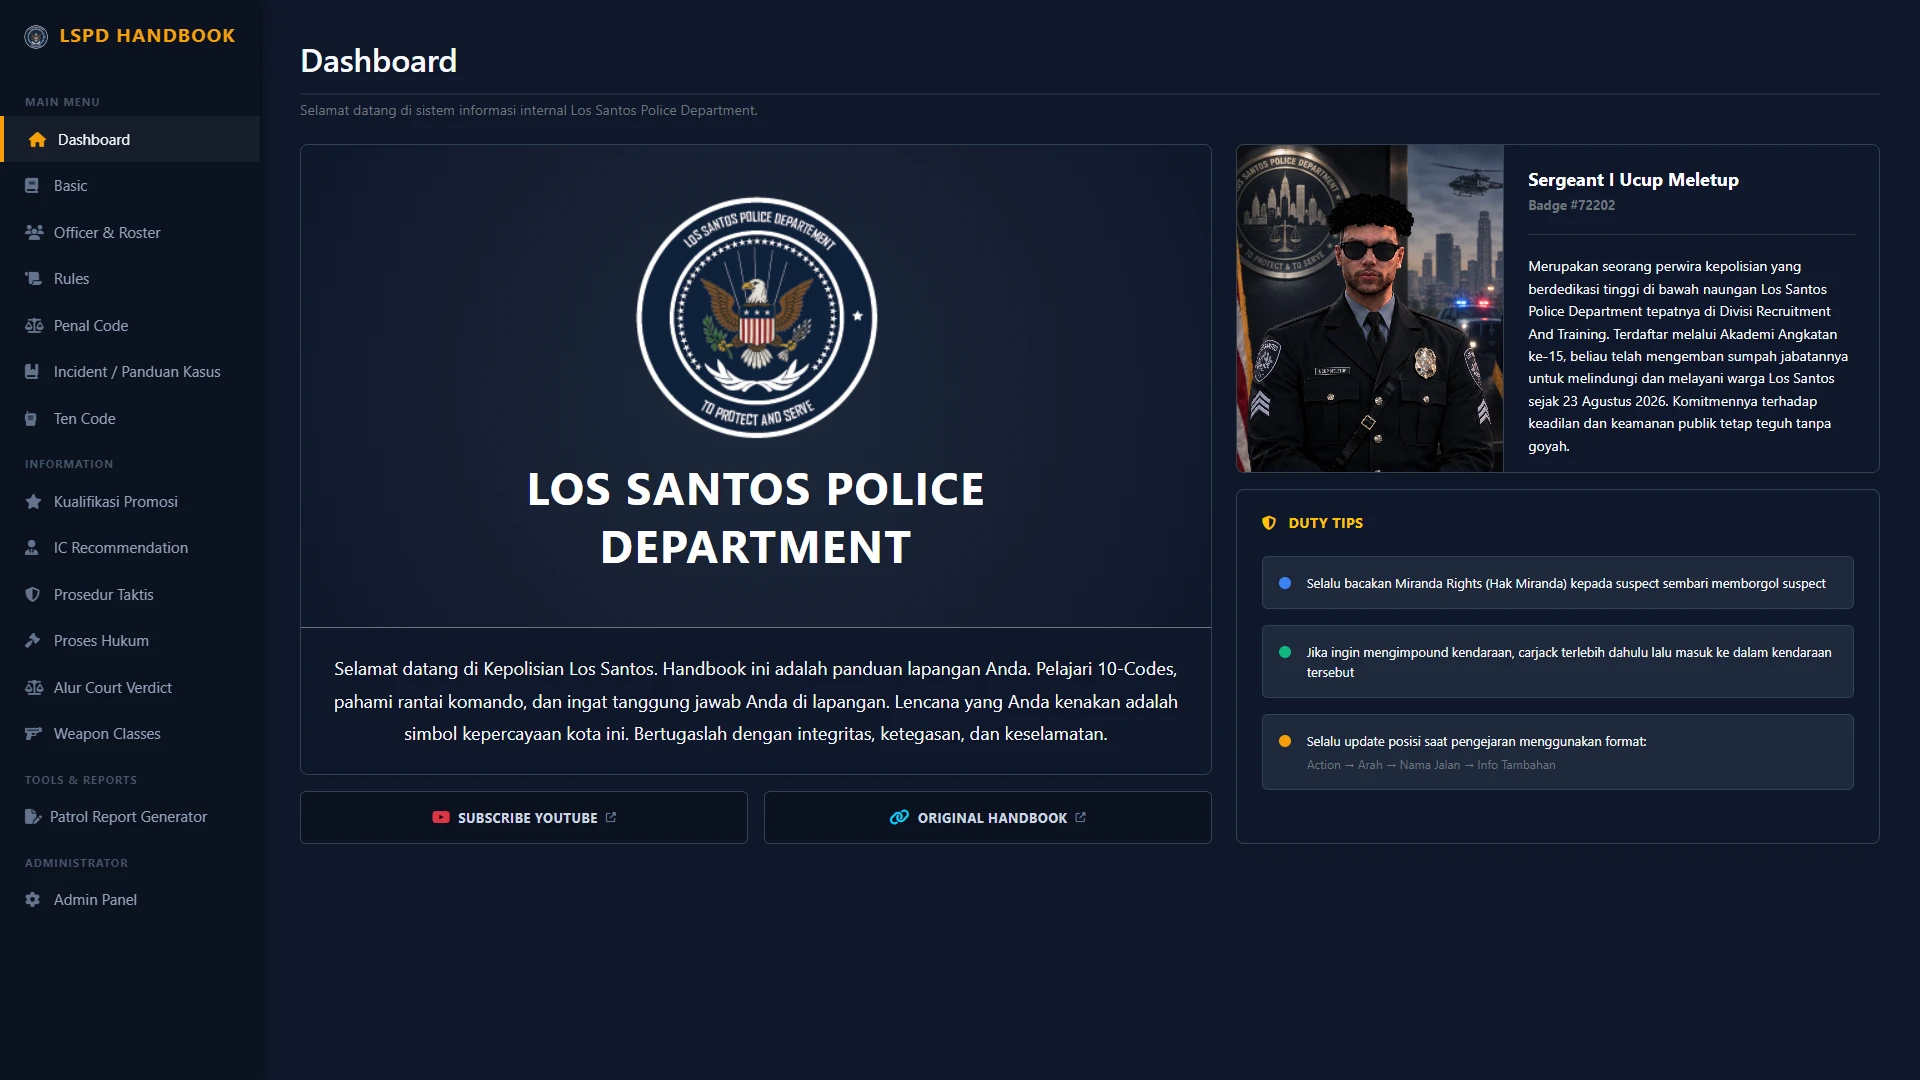 LSPD HANDBOOK
MAIN MENU
Dashboard
Basic
Officer & Roster
Rules
Penal Code
Incident / Panduan Kasus
Ten Code
INFORMATION
Kualifikasi Promosi
IC Recommendation
Prosedur Taktis
Proses Hukum
Alur Court Verdict
Weapon Classes
TOOLS & REPORTS
Patrol Report Generator
ADMINISTRATOR
Admin Panel
Dashboard
Selamat datang di sistem informasi internal Los Santos Police Department.
LOS SANTOS POLICE DEPARTEMENT
TO PROTECT AND SERVE
LOS SANTOS POLICE
DEPARTMENT
Selamat datang di Kepolisian Los Santos. Handbook ini adalah panduan lapangan Anda. Pelajari 10-Codes,
pahami rantai komando, dan ingat tanggung jawab Anda di lapangan. Lencana yang Anda kenakan adalah
simbol kepercayaan kota ini. Bertugaslah dengan integritas, ketegasan, dan keselamatan.
SUBSCRIBE YOUTUBE
ORIGINAL HANDBOOK
LOS SANTOS POLICE DEPARTMENT
TO PROTECT & TO SERVE
UCUP MELETUP
Sergeant I Ucup Meletup
Badge #72202
Merupakan seorang perwira kepolisian yang
berdedikasi tinggi di bawah naungan Los Santos
Police Department tepatnya di Divisi Recruitment
And Training. Terdaftar melalui Akademi Angkatan
ke-15, beliau telah mengemban sumpah jabatannya
untuk melindungi dan melayani warga Los Santos
sejak 23 Agustus 2026. Komitmennya terhadap
keadilan dan keamanan publik tetap teguh tanpa
goyah.
DUTY TIPS
Selalu bacakan Miranda Rights (Hak Miranda) kepada suspect sembari memborgol suspect
Jika ingin mengimpound kendaraan, carjack terlebih dahulu lalu masuk ke dalam kendaraan
tersebut
Selalu update posisi saat pengejaran menggunakan format:
Action → Arah → Nama Jalan → Info Tambahan